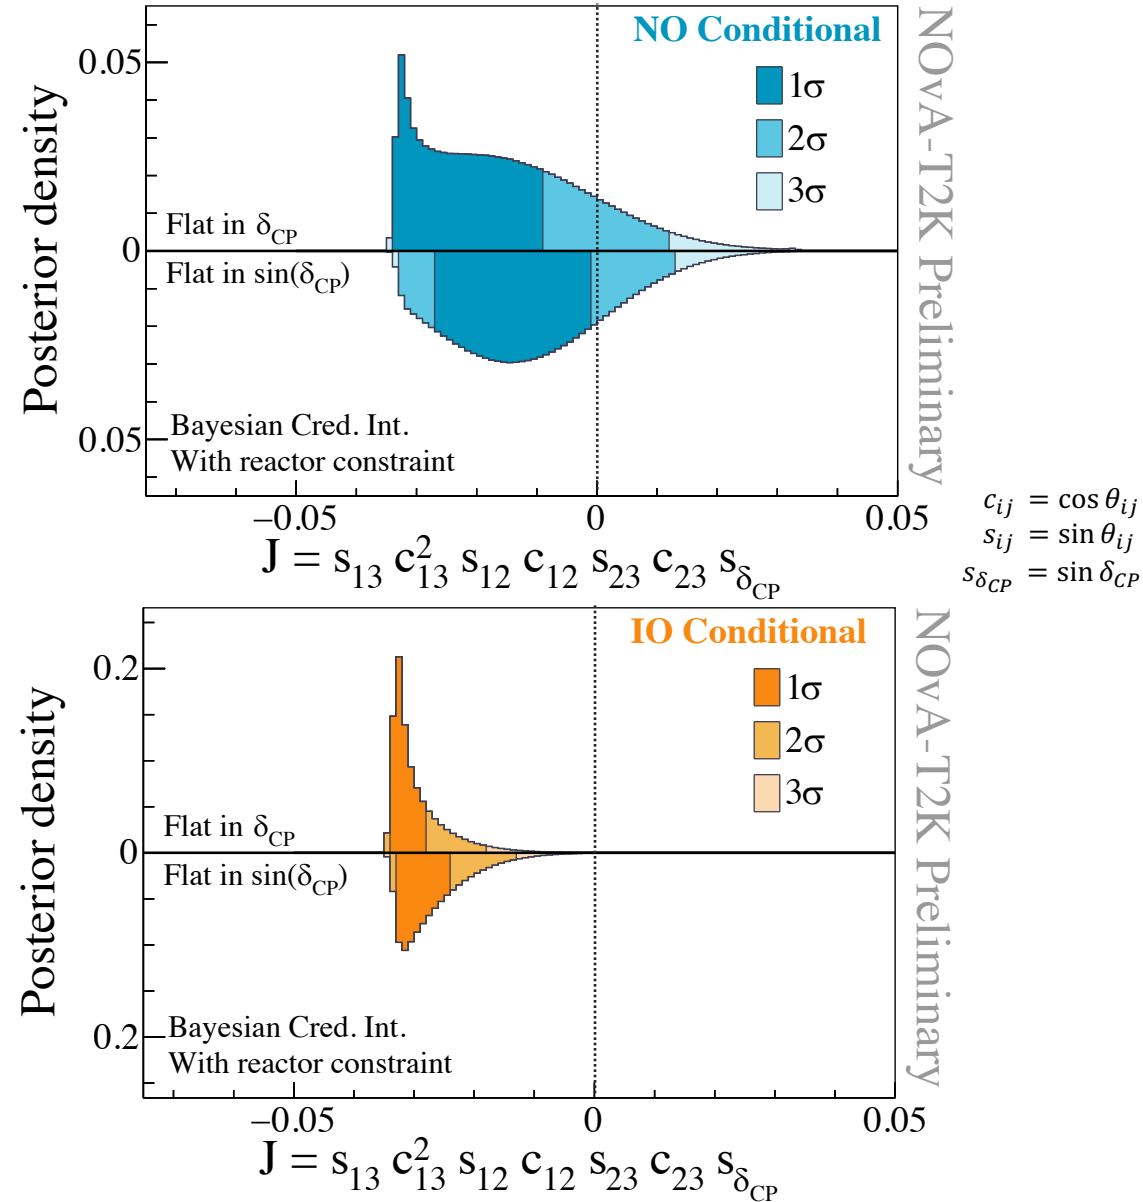 NO Conditional
1σ
2σ
3σ
0.05
0
0.05
Posterior density
Flat in δCP
Flat in sin(δCP)
Bayesian Cred. Int.
With reactor constraint
−0.05 0 0.05
J = s13 c²13 s12 c12 s23 c23 sδCP
NOvA-T2K Preliminary
cij = cos θij
sij = sin θij
sδCP = sin δCP
IO Conditional
1σ
2σ
3σ
0.2
0
0.2
Posterior density
Flat in δCP
Flat in sin(δCP)
Bayesian Cred. Int.
With reactor constraint
−0.05 0 0.05
J = s13 c²13 s12 c12 s23 c23 sδCP
NOvA-T2K Preliminary